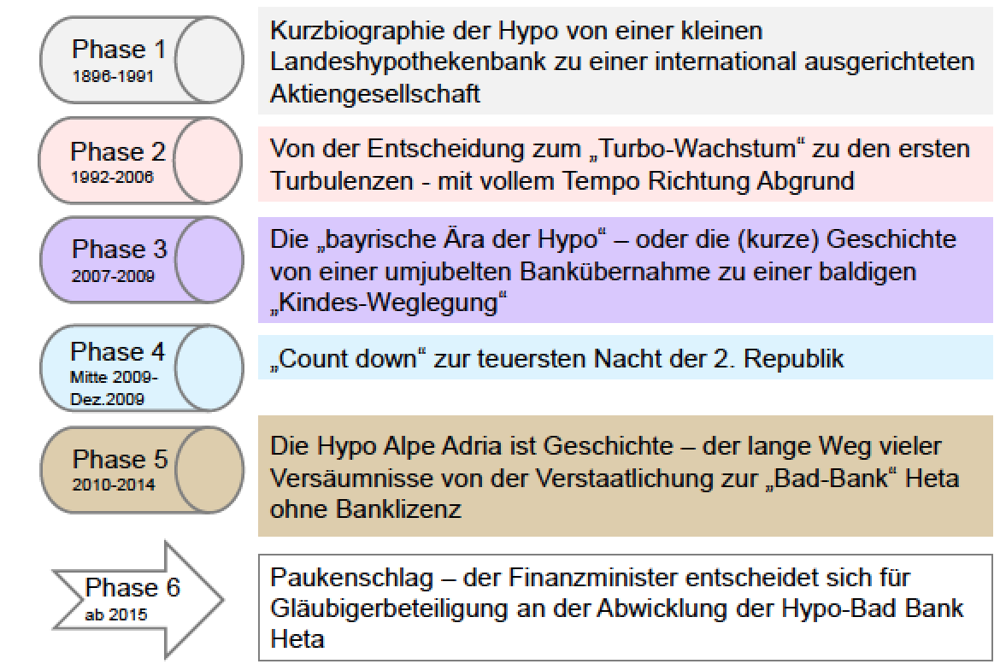 Phase 1
1896-1991
Kurzbiographie der Hypo von einer kleinen
Landeshypothekenbank zu einer international ausgerichteten
Aktiengesellschaft
Phase 2
1992-2006
Von der Entscheidung zum „Turbo-Wachstum“ zu den ersten
Turbulenzen - mit vollem Tempo Richtung Abgrund
Phase 3
2007-2009
Die „bayrische Ära der Hypo“ – oder die (kurze) Geschichte
von einer umjubelten Bankübernahme zu einer baldigen
„Kindes-Weglegung“
Phase 4
Mitte 2009-
Dez.2009
„Count down“ zur teuersten Nacht der 2. Republik
Phase 5
2010-2014
Die Hypo Alpe Adria ist Geschichte – der lange Weg vieler
Versäumnisse von der Verstaatlichung zur „Bad-Bank“ Heta
ohne Banklizenz
Phase 6
ab 2015
Paukenschlag – der Finanzminister entscheidet sich für
Gläubigerbeteiligung an der Abwicklung der Hypo-Bad Bank
Heta